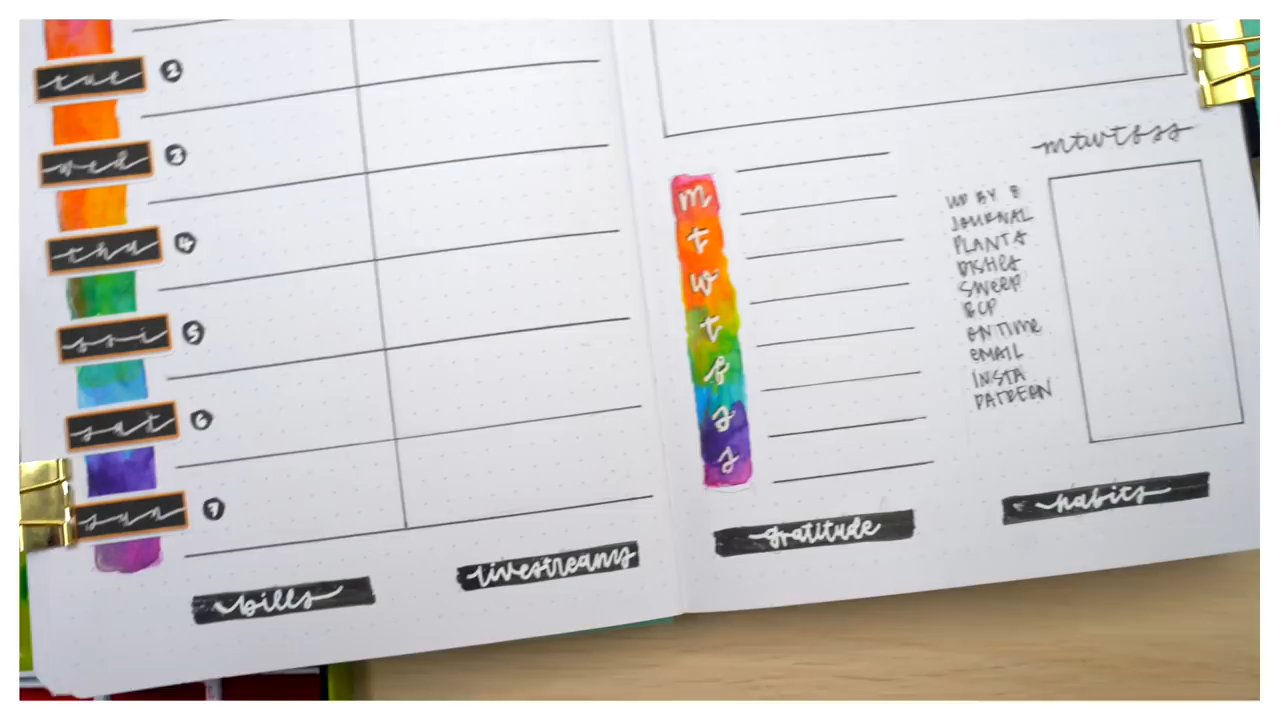 tue 2
wed 3
thu 4
fri 5
sat 6
sun 7
bills
livestreams
m
t
w
t
f
s
s
gratitude
mtwtfss
UP BY 8
JOURNAL
PLANTS
DISHES
SWEEP
BCP
ON TIME
EMAIL
INSTA
PATREON
habits